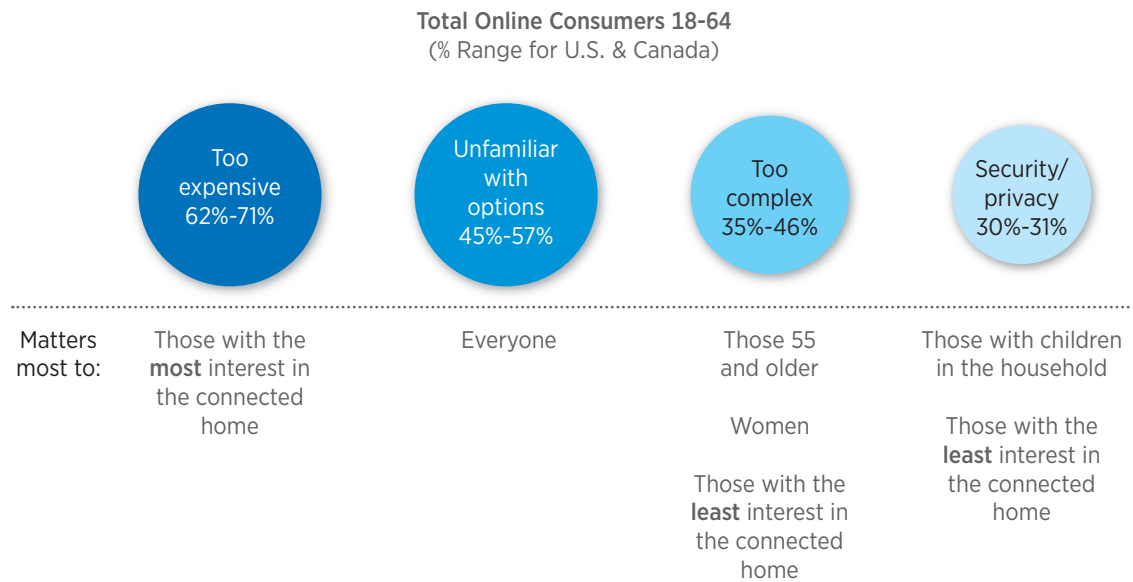 Total Online Consumers 18-64
(% Range for U.S. & Canada)
Too
expensive
62%-71%
Unfamiliar
with
options
45%-57%
Too
complex
35%-46%
Security/
privacy
30%-31%
Matters
most to:
Those with the
most interest in
the connected
home
Everyone
Those 55
and older
Women
Those with the
least interest in
the connected
home
Those with children
in the household
Those with the
least interest in
the connected
home